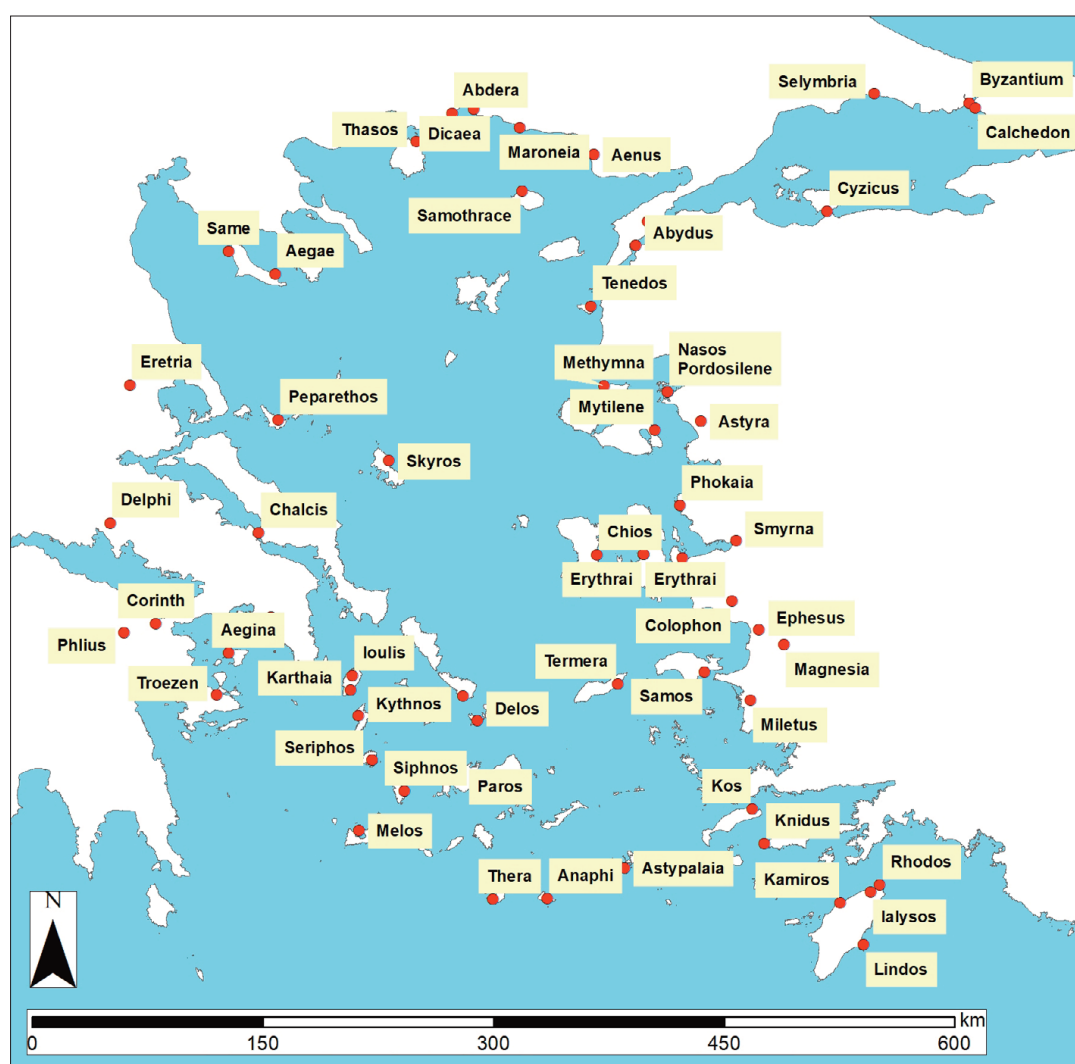 Selymbria
Byzantium
Abdera
Thasos
Dicaea
Maroneia
Aenus
Calchedon
Cyzicus
Samothrace
Same
Aegae
Abydus
Tenedos
Methymna
Nasos
Pordosilene
Eretria
Peparethos
Mytilene
Astyra
Skyros
Phokaia
Delphi
Chalcis
Chios
Smyrna
Erythrai
Erythrai
Corinth
Phlius
Aegina
Colophon
Ephesus
Ioulis
Termera
Magnesia
Troezen
Karthaia
Samos
Kythnos
Delos
Miletus
Seriphos
Siphnos
Paros
Kos
Knidus
Melos
Thera
Anaphi
Astypalaia
Kamiros
Rhodos
Ialysos
Lindos
N
km
0
150
300
450
600